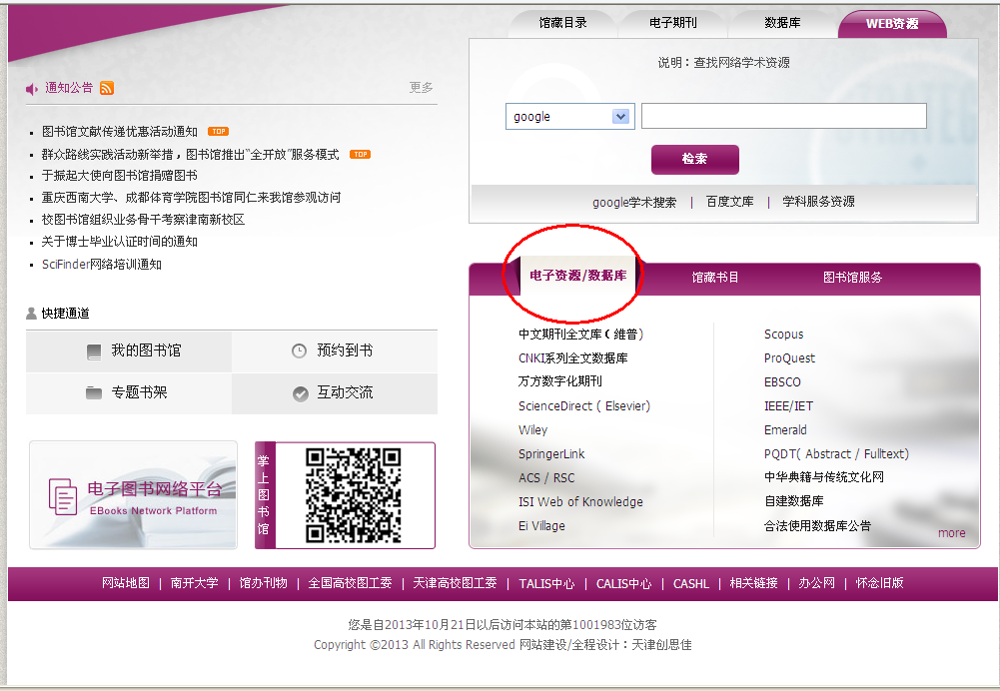 馆藏目录
电子期刊
数据库
WEB资源
说明：查找网络学术资源
google
检索
google学术搜索 | 百度文库 | 学科服务资源
通知公告
更多
图书馆文献传递优惠活动通知 TOP
群众路线实践活动新举措，图书馆推出“全开放”服务模式 TOP
于振起大使向图书馆捐赠图书
重庆西南大学、成都体育学院图书馆同仁来我馆参观访问
校图书馆组织业务骨干考察津南新校区
关于博士毕业认证时间的通知
SciFinder网络培训通知
快捷通道
我的图书馆
预约到书
专题书架
互动交流
电子图书网络平台
EBooks Network Platform
掌上图书馆
电子资源/数据库
馆藏书目
图书馆服务
中文期刊全文库（维普）
CNKI系列全文数据库
万方数字化期刊
ScienceDirect ( Elsevier)
Wiley
SpringerLink
ACS / RSC
ISI Web of Knowledge
Ei Village
Scopus
ProQuest
EBSCO
IEEE/IET
Emerald
PQDT( Abstract / Fulltext)
中华典籍与传统文化网
自建数据库
合法使用数据库公告
more
网站地图 | 南开大学 | 馆办刊物 | 全国高校图工委 | 天津高校图工委 | TALIS中心 | CALIS中心 | CASHL | 相关链接 | 办公网 | 怀念旧版
您是自2013年10月21日以后访问本站的第1001983位访客
Copyright ©2013 All Rights Reserved 网站建设/全程设计：天津创思佳